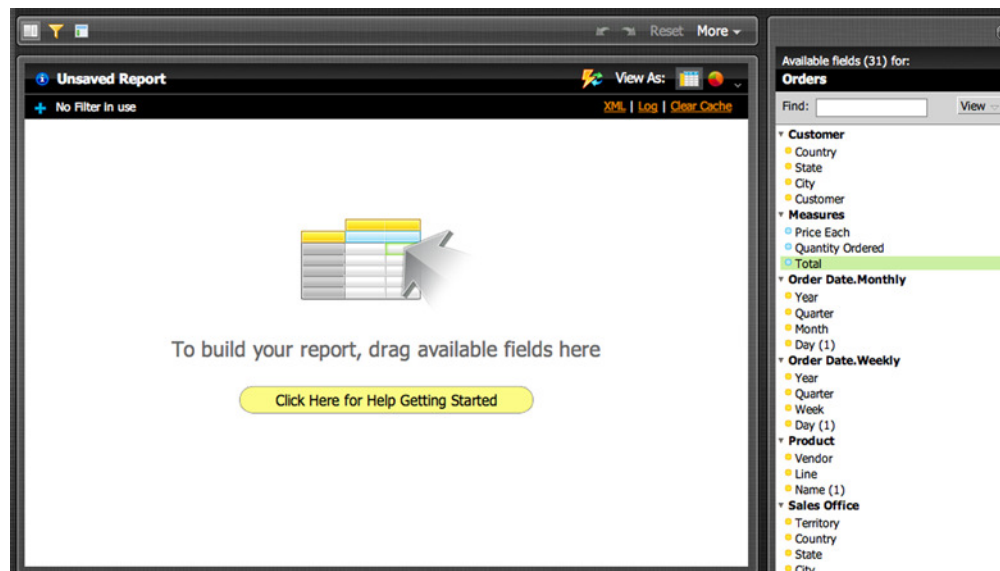 Reset More
Unsaved Report
View As:
No Filter in use
XML | Log | Clear Cache
To build your report, drag available fields here
Click Here for Help Getting Started
Available fields (31) for:
Orders
Find:
View
Customer
Country
State
City
Customer
Measures
Price Each
Quantity Ordered
Total
Order Date.Monthly
Year
Quarter
Month
Day (1)
Order Date.Weekly
Year
Quarter
Week
Day (1)
Product
Vendor
Line
Name (1)
Sales Office
Territory
Country
State
City